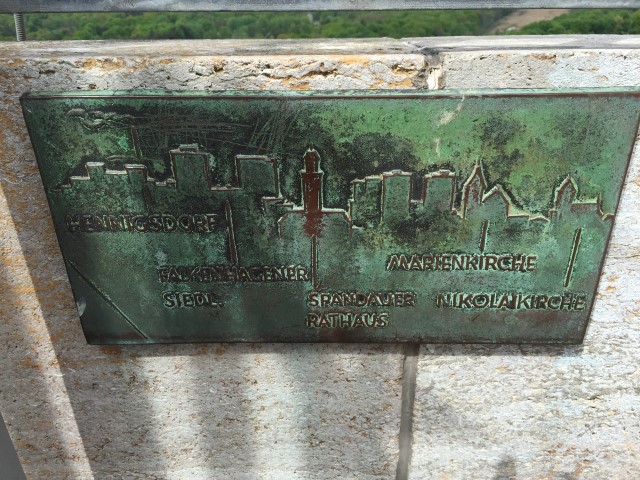 HENNIGSDORF
FALKENHAGENER
SIEDL.
SPANDAUER
RATHAUS
MARIENKIRCHE
NIKOLAIKIRCHE